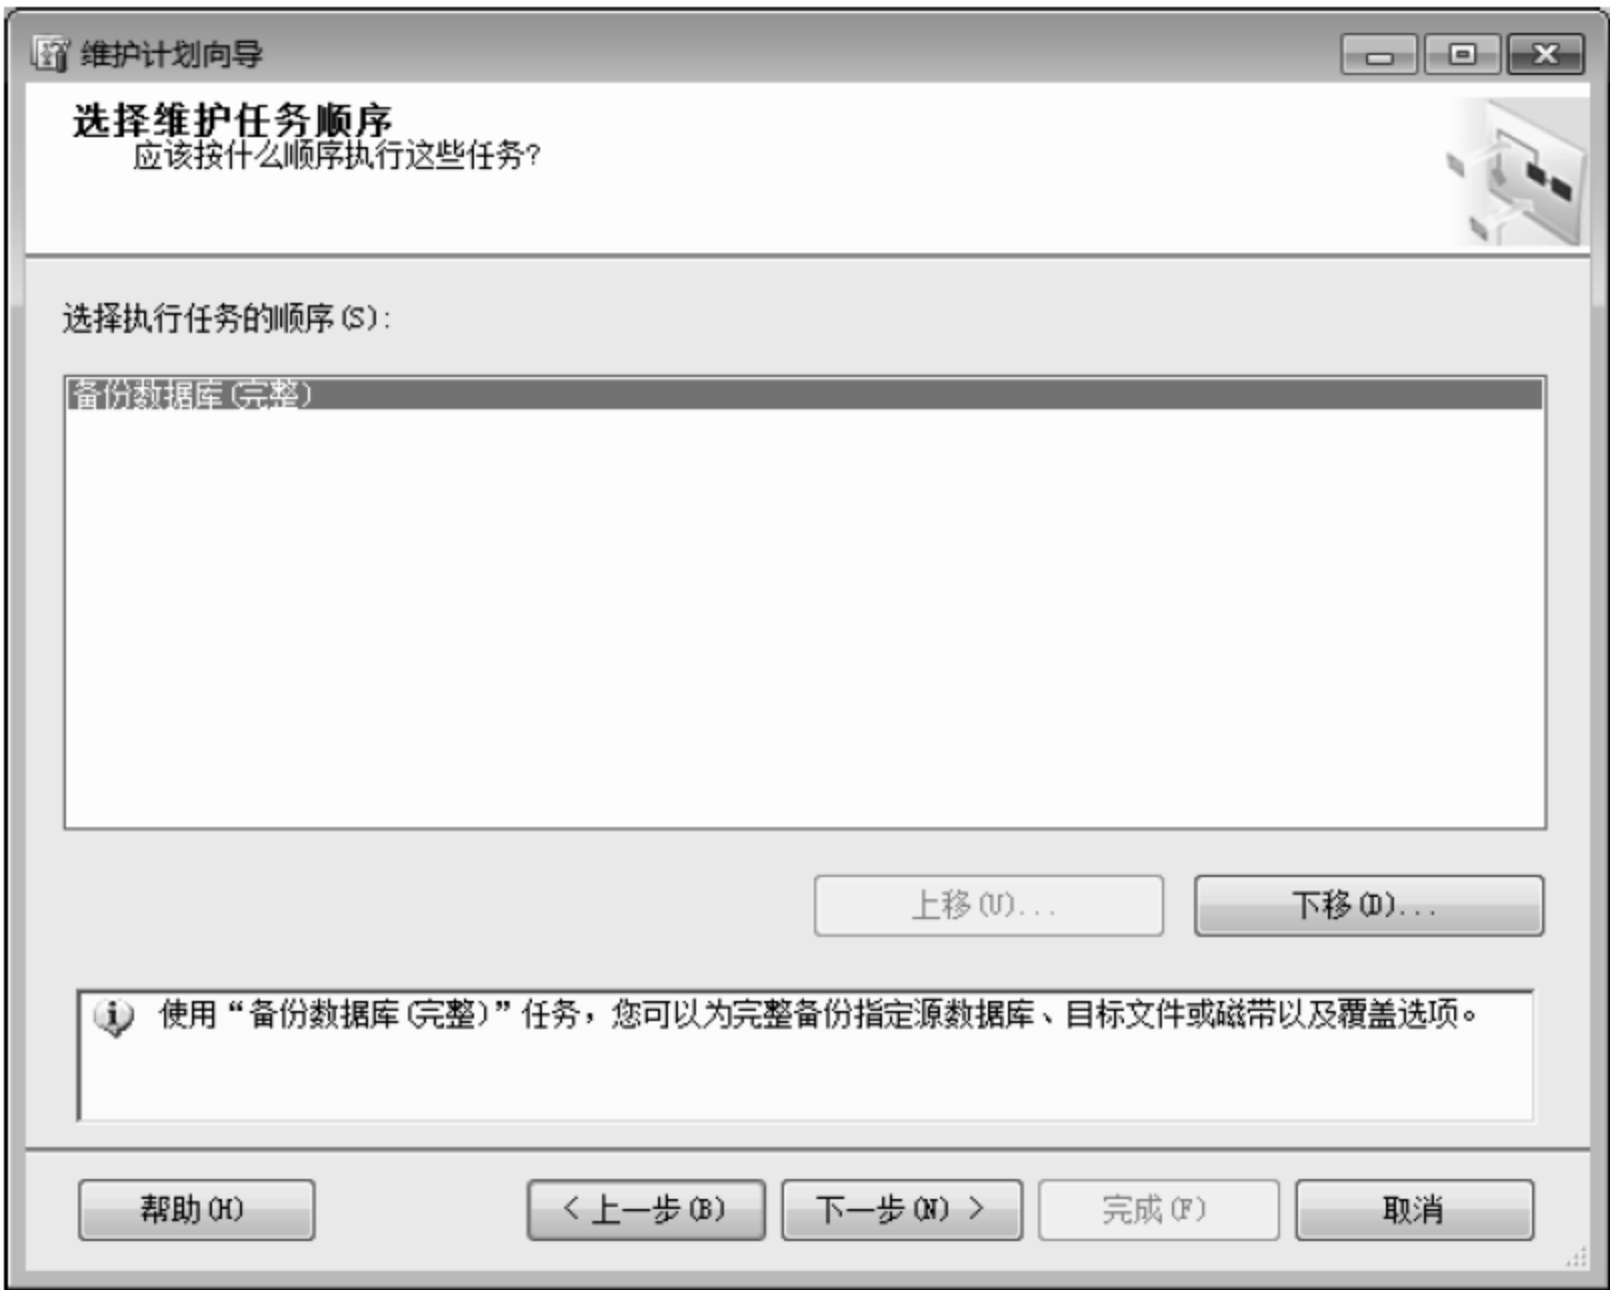 维护计划向导
选择维护任务顺序
应该按什么顺序执行这些任务?
选择执行任务的顺序(S):
备份数据库(完整)
上移(U)... 下移(D)...
使用“备份数据库(完整)”任务，您可以为完整备份指定源数据库、目标文件或磁带以及覆盖选项。
帮助(H) < 上一步(B) 下一步(N) > 完成(F) 取消